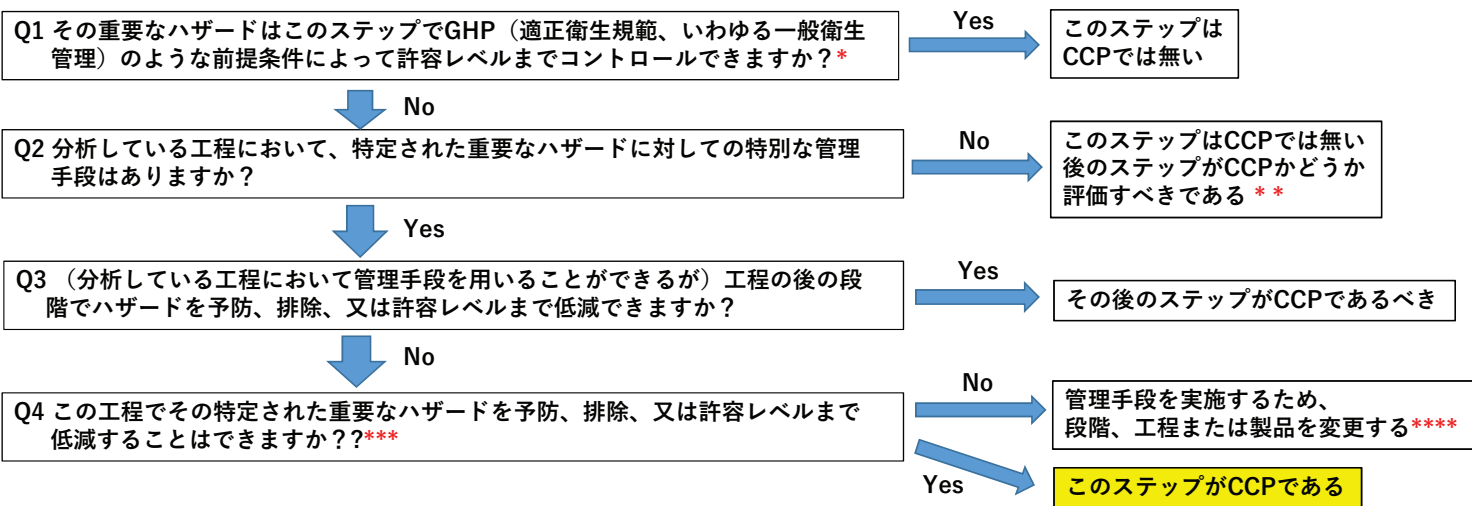 Q1 その重要なハザードはこのステップでGHP（適正衛生規範、いわゆる一般衛生
管理）のような前提条件によって許容レベルまでコントロールできますか？*
Yes
このステップは
CCPでは無い
No
Q2 分析している工程において、特定された重要なハザードに対しての特別な管理
手段はありますか？
No
このステップはCCPでは無い
後のステップがCCPかどうか
評価すべきである * *
Yes
Q3 （分析している工程において管理手段を用いることができるが）工程の後の段
階でハザードを予防、排除、又は許容レベルまで低減できますか？
Yes
その後のステップがCCPであるべき
No
Q4 この工程でその特定された重要なハザードを予防、排除、又は許容レベルまで
低減することはできますか？?***
No
管理手段を実施するため、
段階、工程または製品を変更する****
Yes
このステップがCCPである